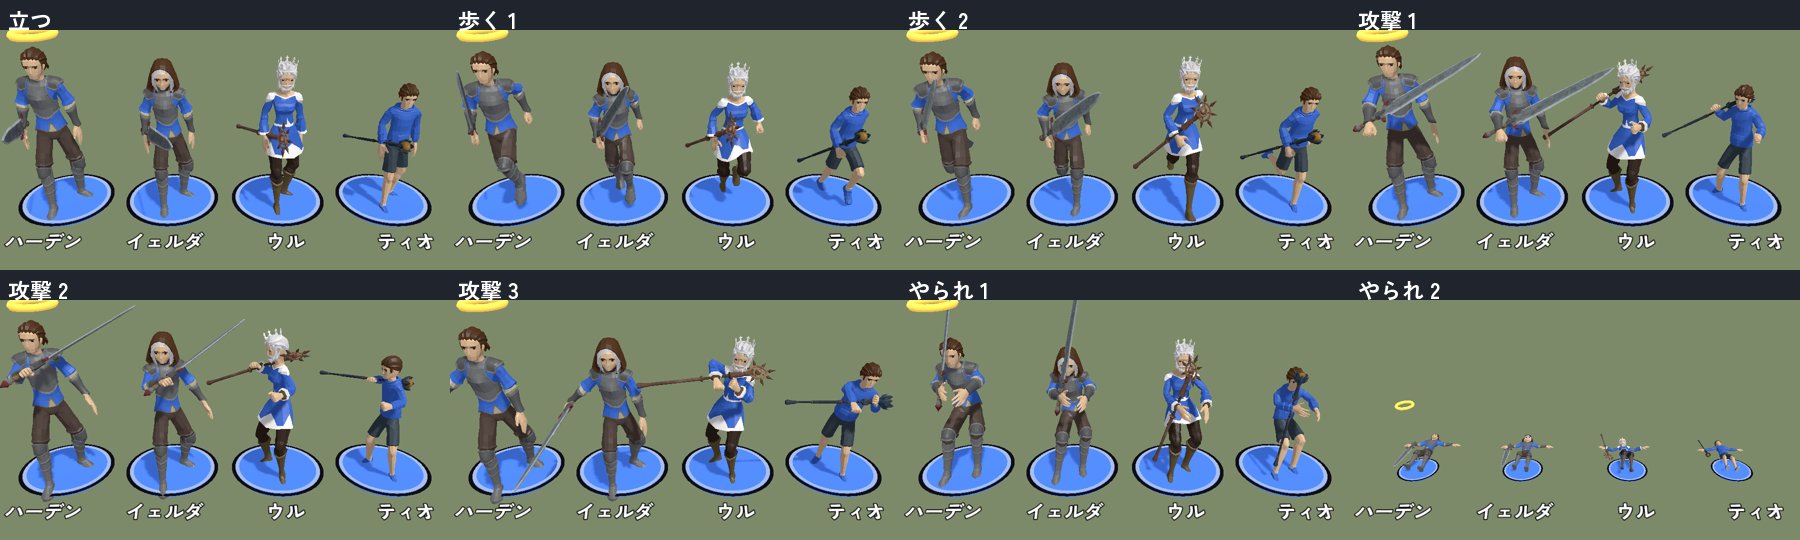 立つ
歩く1
歩く2
攻撃1
ハーデン イェルダ ウル ティオ
ハーデン イェルダ ウル ティオ
ハーデン イェルダ ウル ティオ
ハーデン イェルダ ウル ティオ
攻撃2
攻撃3
やられ1
やられ2
ハーデン イェルダ ウル ティオ
ハーデン イェルダ ウル ティオ
ハーデン イェルダ ウル ティオ
ハーデン イェルダ ウル ティオ